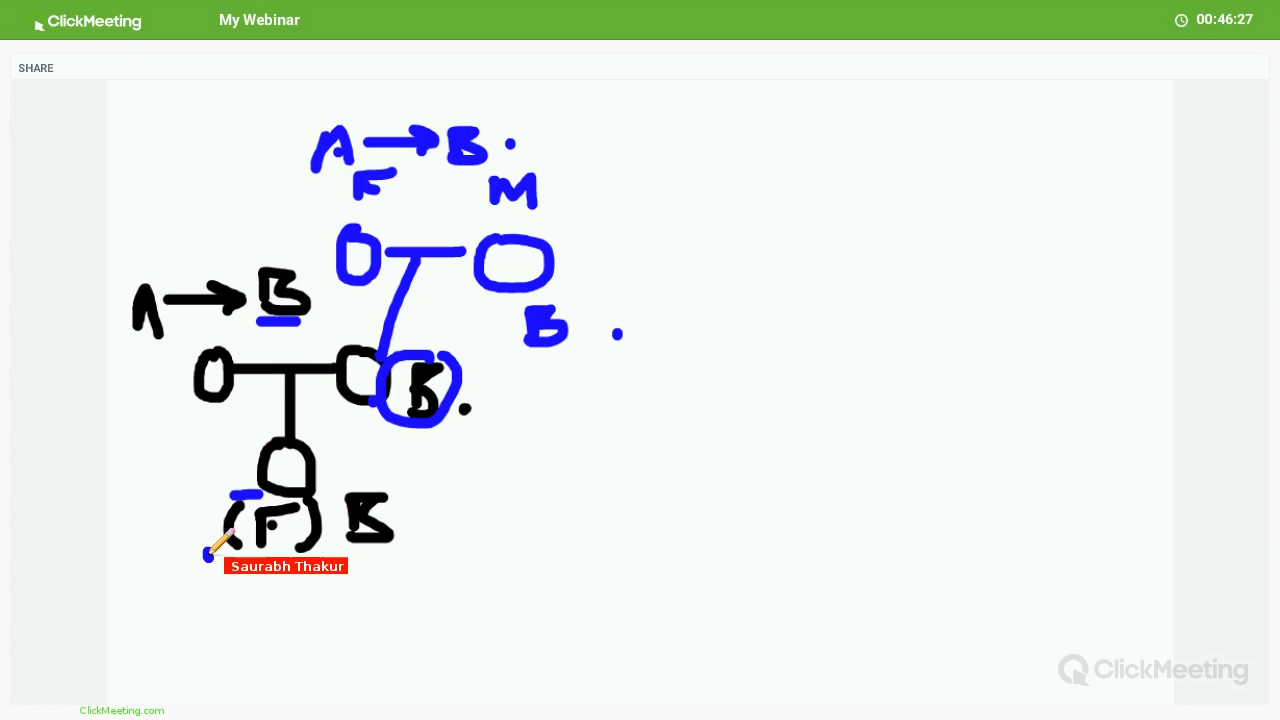 ClickMeeting My Webinar 00:46:27
SHARE
A → B .
F M
A → B
B .
B .
(F) B
Saurabh Thakur
ClickMeeting
ClickMeeting.com